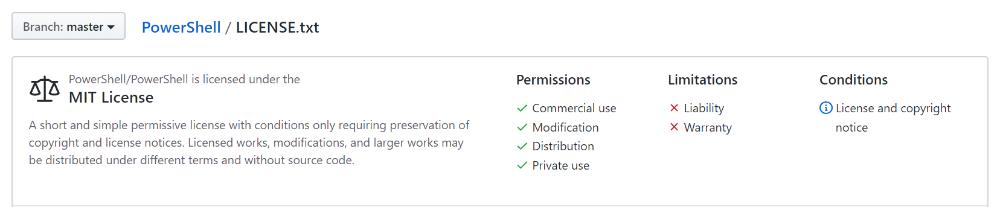 Branch: master
PowerShell / LICENSE.txt
PowerShell/PowerShell is licensed under the
MIT License
A short and simple permissive license with conditions only requiring preservation of
copyright and license notices. Licensed works, modifications, and larger works may
be distributed under different terms and without source code.
Permissions
Commercial use
Modification
Distribution
Private use
Limitations
Liability
Warranty
Conditions
License and copyright
notice